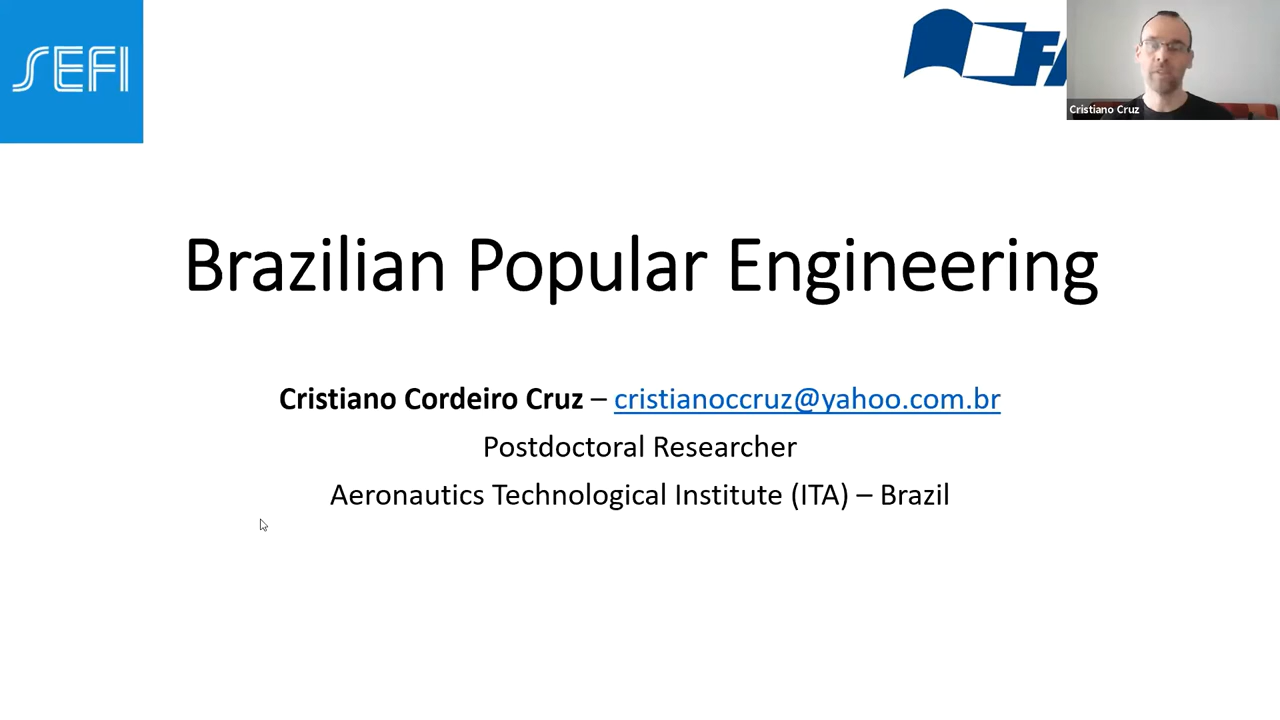 SEFI
Cristiano Cruz
Brazilian Popular Engineering
Cristiano Cordeiro Cruz – cristianoccruz@yahoo.com.br
Postdoctoral Researcher
Aeronautics Technological Institute (ITA) – Brazil